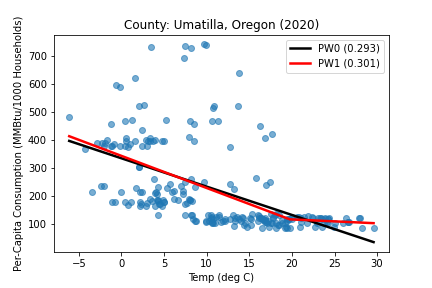 County: Umatilla, Oregon (2020)
Per-Capita Consumption (MMBtu/1000 Households)
700
600
500
400
300
200
100
PW0 (0.293)
PW1 (0.301)
−5 0 5 10 15 20 25 30
Temp (deg C)